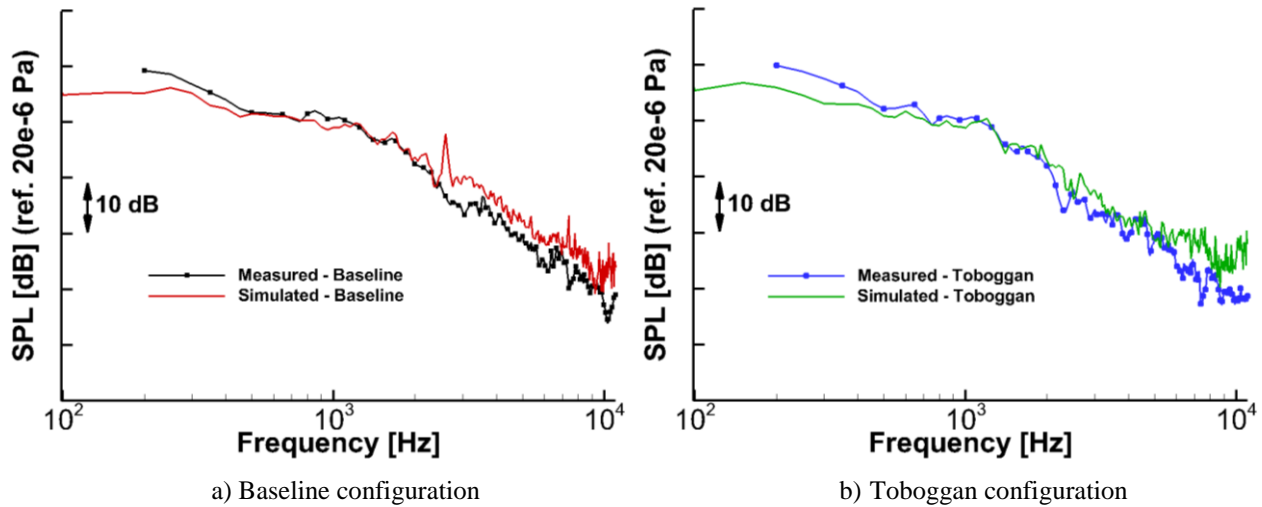 SPL [dB] (ref. 20e-6 Pa)
10 dB
Measured - Baseline
Simulated - Baseline
10²
10³
10⁴
Frequency [Hz]
a) Baseline configuration
SPL [dB] (ref. 20e-6 Pa)
10 dB
Measured - Toboggan
Simulated - Toboggan
10²
10³
10⁴
Frequency [Hz]
b) Toboggan configuration